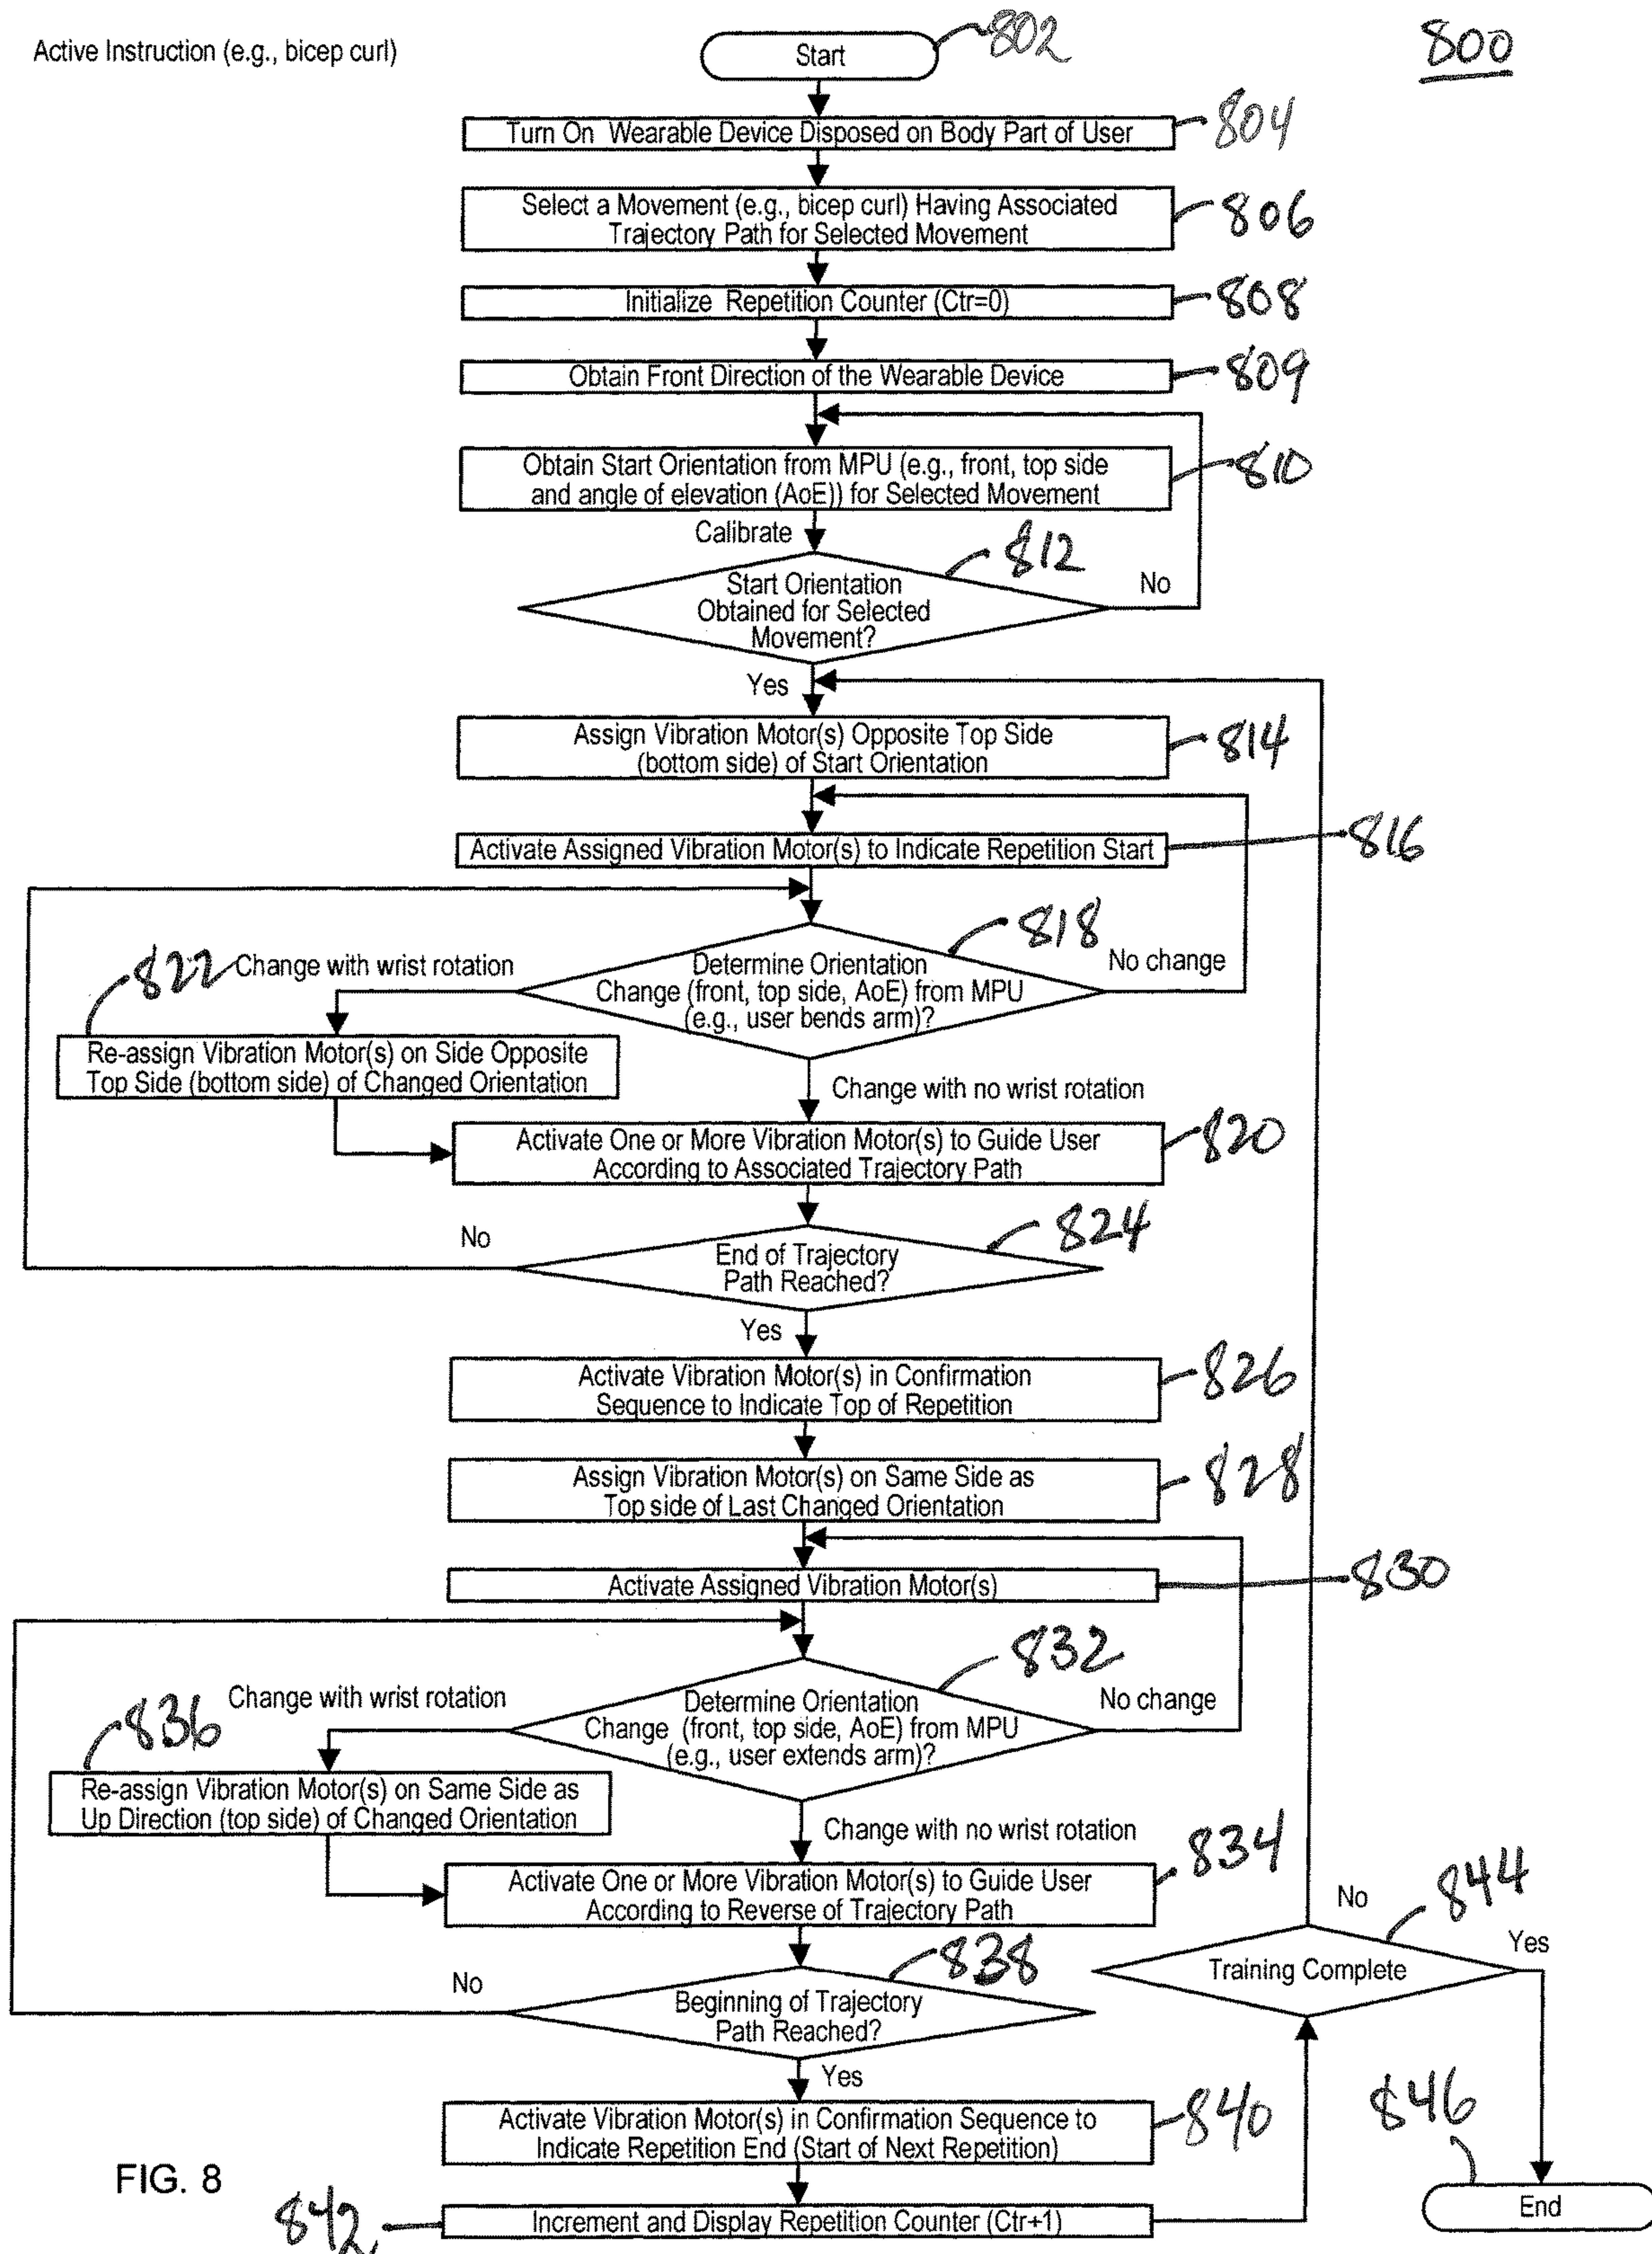 Active Instruction (e.g., bicep curl)
Start
802
800
Turn On Wearable Device Disposed on Body Part of User
804
Select a Movement (e.g., bicep curl) Having Associated
Trajectory Path for Selected Movement
806
Initialize Repetition Counter (Ctr=0)
808
Obtain Front Direction of the Wearable Device
809
Obtain Start Orientation from MPU (e.g., front, top side
and angle of elevation (AoE)) for Selected Movement
810
Calibrate
812
Start Orientation
Obtained for Selected
Movement?
No
Yes
Assign Vibration Motor(s) Opposite Top Side
(bottom side) of Start Orientation
814
Activate Assigned Vibration Motor(s) to Indicate Repetition Start
816
818
822
Change with wrist rotation
Determine Orientation
Change (front, top side, AoE) from MPU
(e.g., user bends arm)?
No change
Re-assign Vibration Motor(s) on Side Opposite
Top Side (bottom side) of Changed Orientation
Change with no wrist rotation
Activate One or More Vibration Motor(s) to Guide User
According to Associated Trajectory Path
820
No
824
End of Trajectory
Path Reached?
Yes
Activate Vibration Motor(s) in Confirmation
Sequence to Indicate Top of Repetition
826
Assign Vibration Motor(s) on Same Side as
Top side of Last Changed Orientation
828
Activate Assigned Vibration Motor(s)
830
832
836
Change with wrist rotation
Determine Orientation
Change (front, top side, AoE) from MPU
(e.g., user extends arm)?
No change
Re-assign Vibration Motor(s) on Same Side as
Up Direction (top side) of Changed Orientation
Change with no wrist rotation
Activate One or More Vibration Motor(s) to Guide User
According to Reverse of Trajectory Path
834
No
844
Yes
Training Complete
838
No
Beginning of Trajectory
Path Reached?
Yes
Activate Vibration Motor(s) in Confirmation Sequence to
Indicate Repetition End (Start of Next Repetition)
840
846
FIG. 8
842
Increment and Display Repetition Counter (Ctr+1)
End